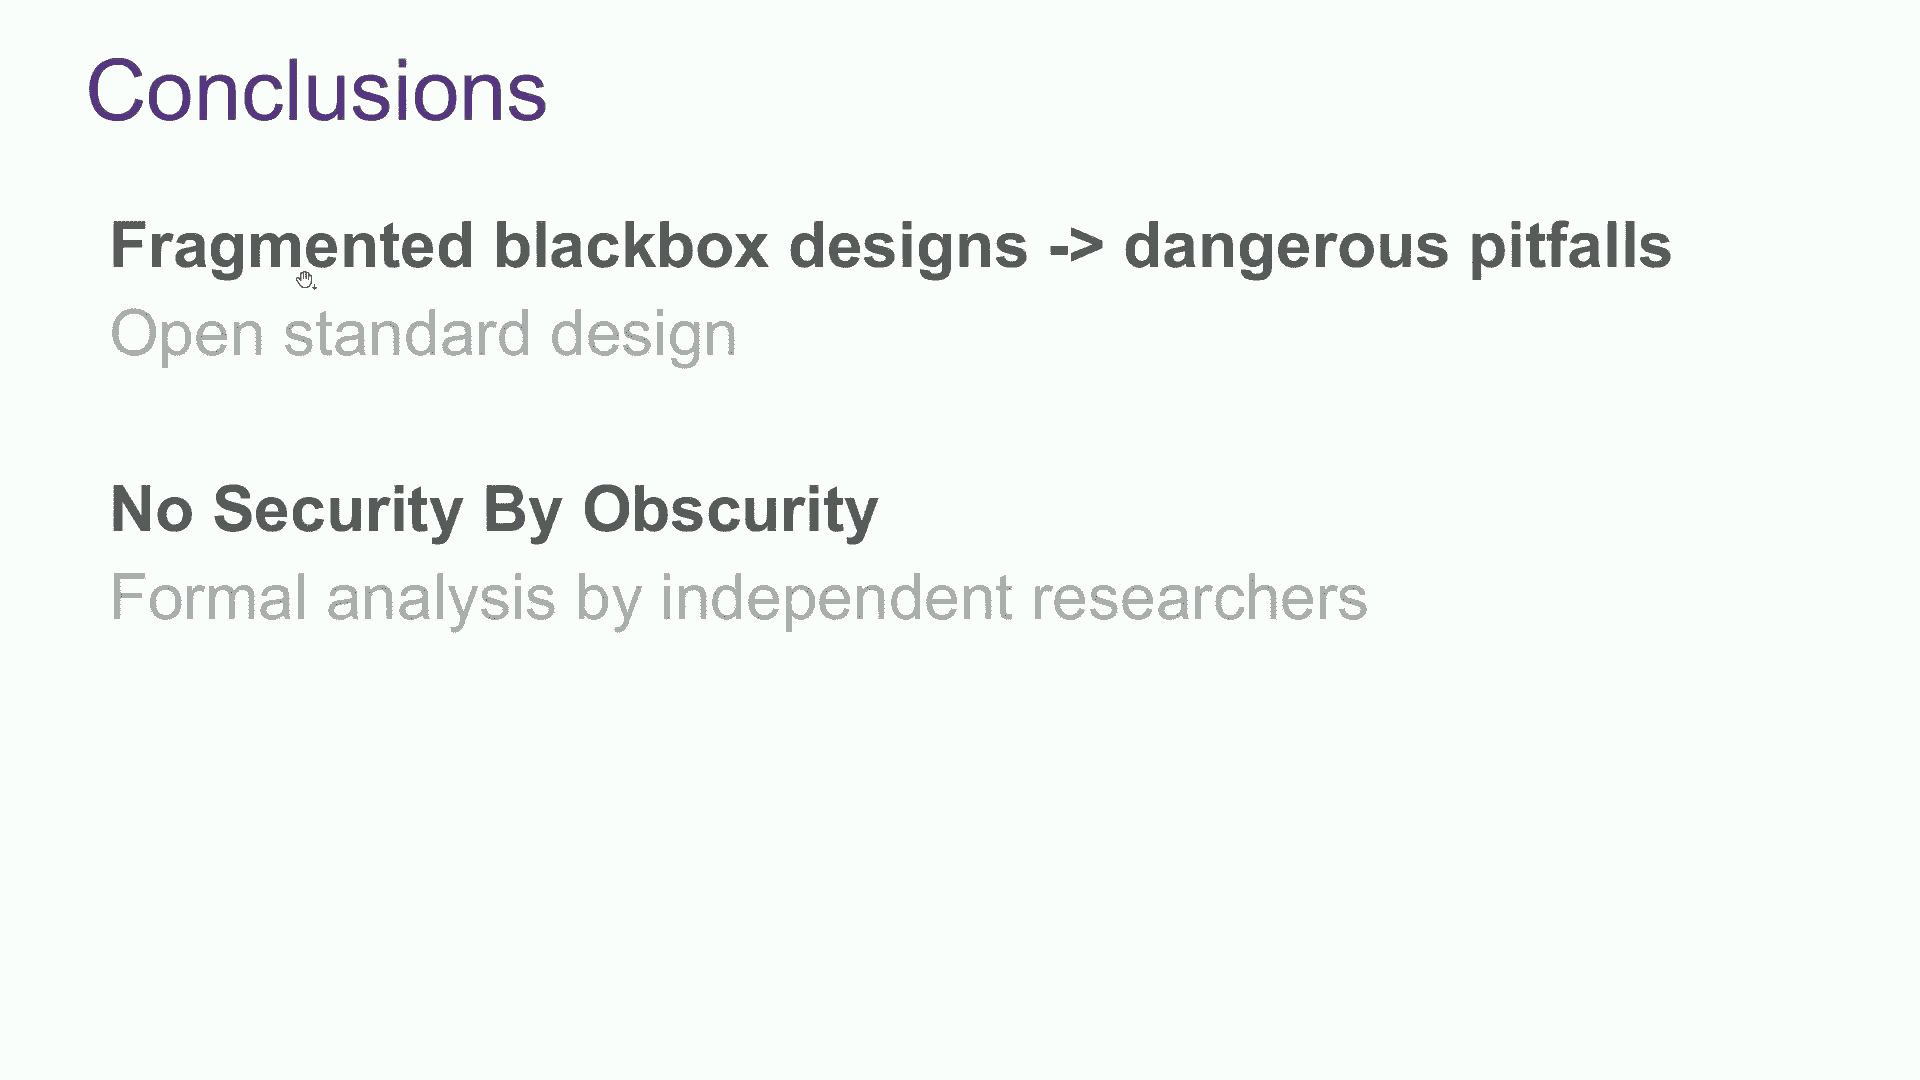 Conclusions
Fragmented blackbox designs -> dangerous pitfalls
Open standard design
No Security By Obscurity
Formal analysis by independent researchers